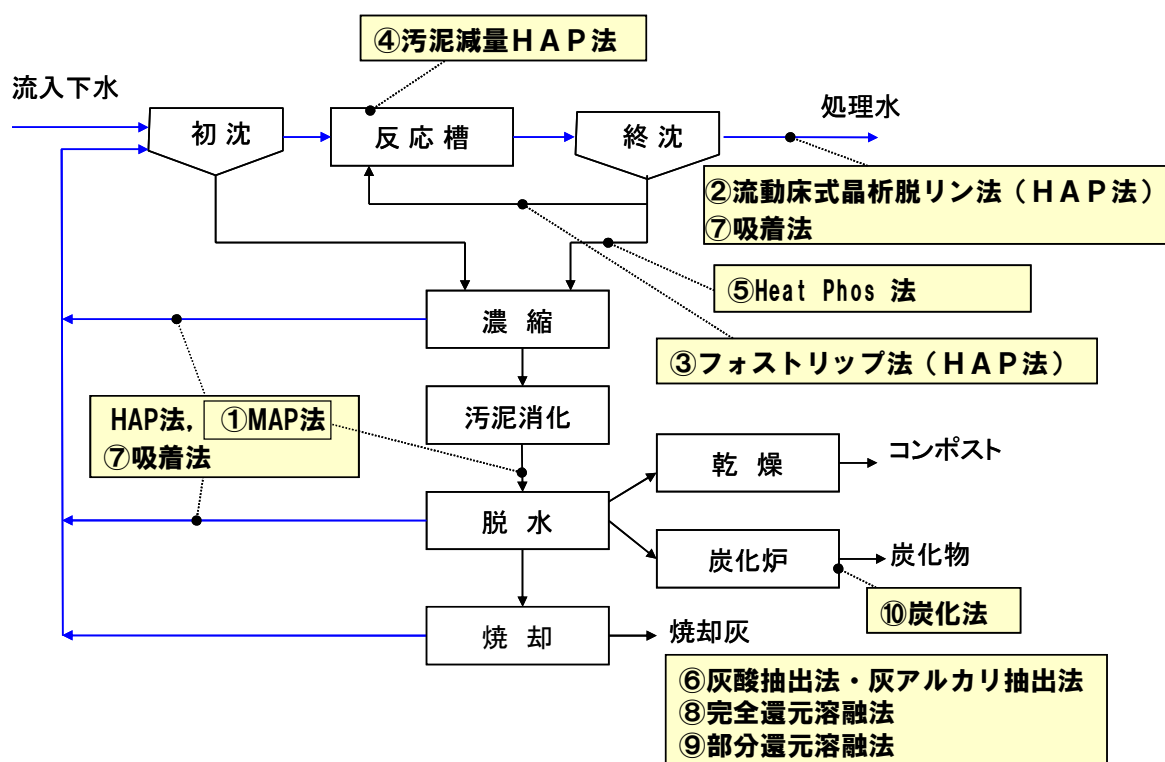 ④汚泥減量HAP法
流入下水
処理水
初沈
反応槽
終沈
②流動床式晶析脱リン法(HAP法)
⑦吸着法
⑤Heat Phos 法
濃縮
③フォストリップ法(HAP法)
HAP法, ①MAP法
⑦吸着法
汚泥消化
乾燥
コンポスト
脱水
炭化炉
炭化物
⑩炭化法
焼却
焼却灰
⑥灰酸抽出法・灰アルカリ抽出法
⑧完全還元溶融法
⑨部分還元溶融法